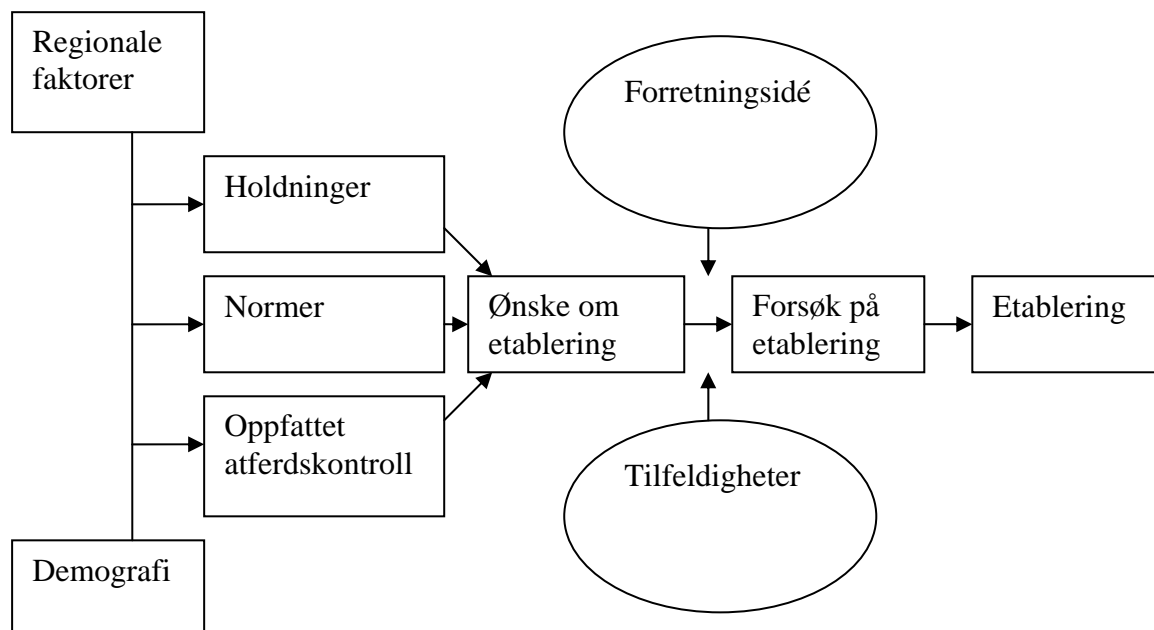 Regionale
faktorer
Forretningsidé
Holdninger
Normer
Ønske om
etablering
Forsøk på
etablering
Etablering
Oppfattet
atferdskontroll
Tilfeldigheter
Demografi